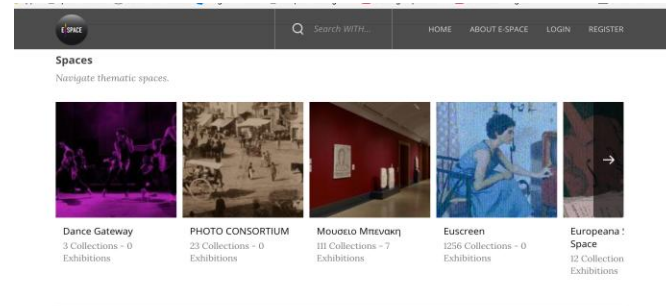 E SPACE
Search WITH...
HOME ABOUT E-SPACE LOGIN REGISTER
Spaces
Navigate thematic spaces.
Dance Gateway
3 Collections - 0
Exhibitions
PHOTO CONSORTIUM
23 Collections - 0
Exhibitions
Μουσειο Μπενακη
111 Collections - 7
Exhibitions
Euscreen
1256 Collections - 0
Exhibitions
Europeana
Space
12 Collection
Exhibitions